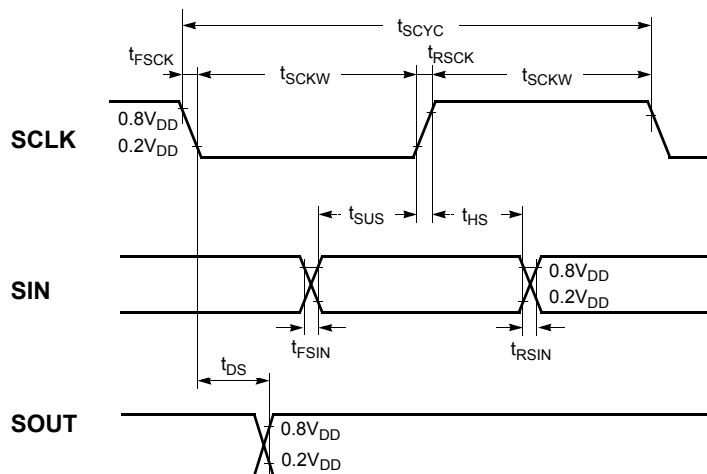 tSCYC
tFSCK
tRSCK
tSCKW
tSCKW
SCLK
0.8VDD
0.2VDD
tSUS
tHS
SIN
0.8VDD
0.2VDD
tFSIN
tRSIN
tDS
SOUT
0.8VDD
0.2VDD